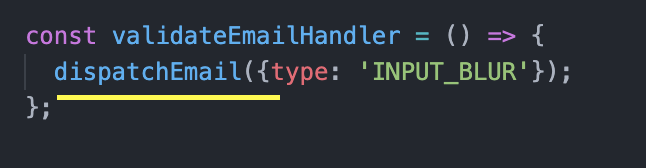 const validateEmailHandler = () => {
dispatchEmail({type: 'INPUT_BLUR'});
};